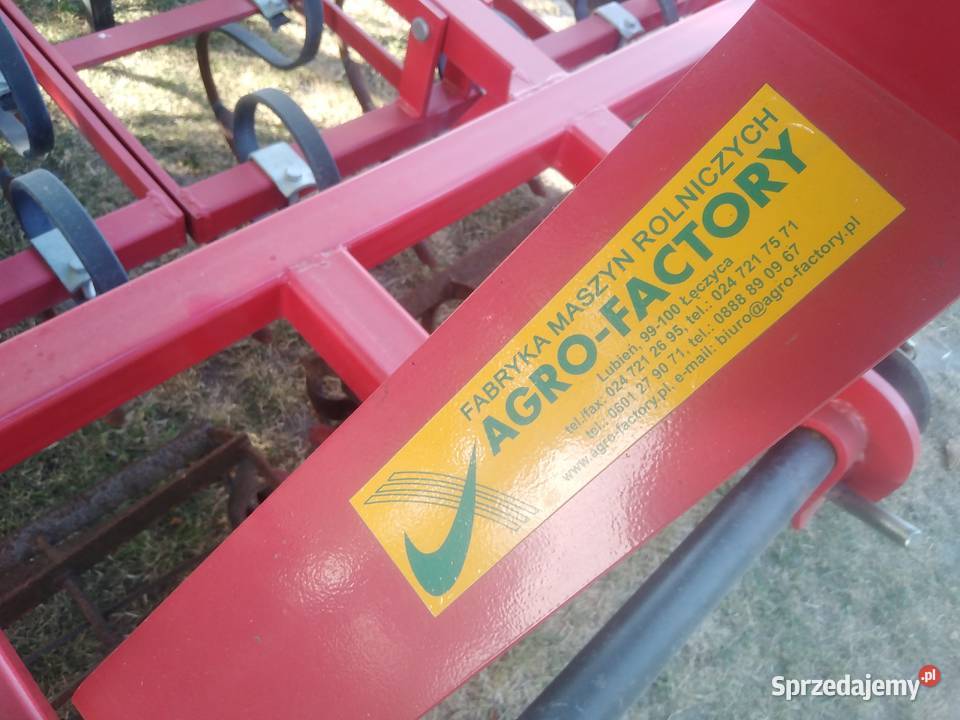 FABRYKA MASZYN ROLNICZYCH
AGRO-FACTORY
Lubień, 99-100 Łęczyca
tel./fax: 024 721 26 95, tel.: 024 721 75 71
tel.: 0601 27 90 71, tel.: 0888 89 09 67
www.agro-factory.pl, e-mail: biuro@agro-factory.pl
Sprzedajemy.pl